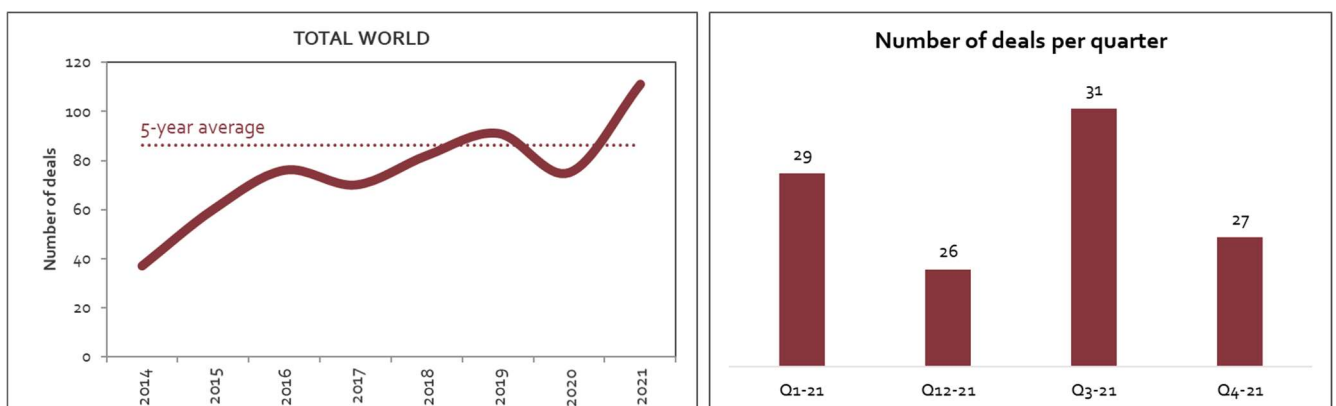 TOTAL WORLD
Number of deals
120
100
80
60
40
20
0
5-year average
2014
2015
2016
2017
2018
2019
2020
2021
Number of deals per quarter
29
26
31
27
Q1-21
Q12-21
Q3-21
Q4-21